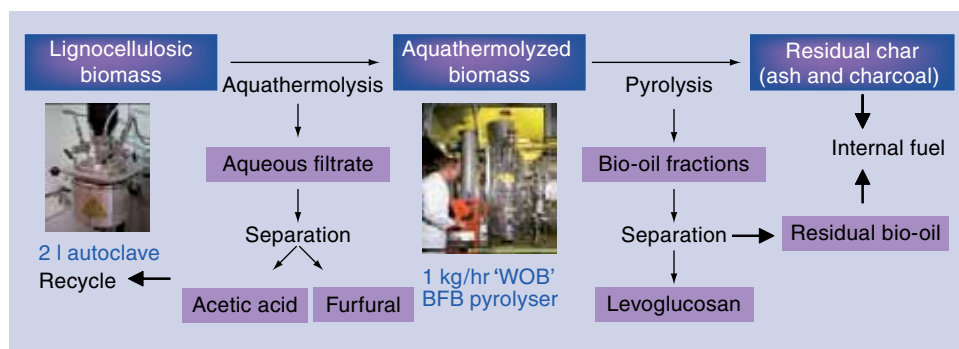 Lignocellulosic
biomass
Aquathermolysis
Aquathermolyzed
biomass
Pyrolysis
Residual char
(ash and charcoal)
Aqueous filtrate
Bio-oil fractions
Internal fuel
2 l autoclave
Recycle
Separation
1 kg/hr ‘WOB’
BFB pyrolyser
Separation
Residual bio-oil
Acetic acid
Furfural
Levoglucosan